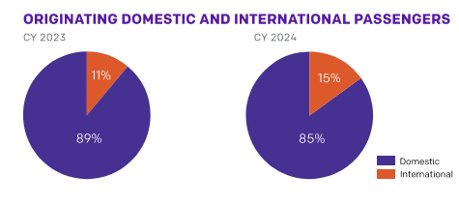 ORIGINATING DOMESTIC AND INTERNATIONAL PASSENGERS
CY 2023
CY 2024
11%
89%
15%
85%
Domestic
International